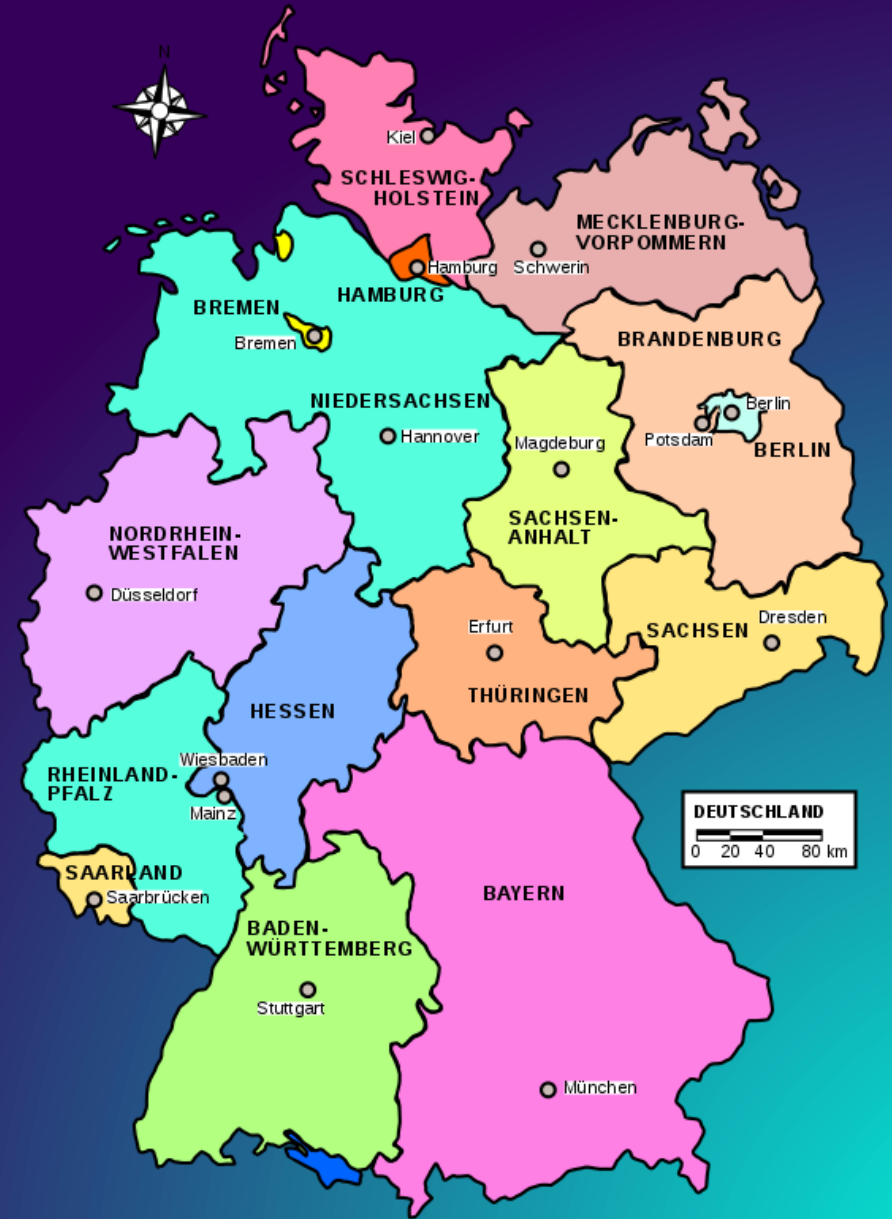 N
Kiel
SCHLESWIG-
HOLSTEIN
MECKLENBURG-
VORPOMMERN
Hamburg
Schwerin
HAMBURG
BREMEN
Bremen
BRANDENBURG
NIEDERSACHSEN
Hannover
Berlin
Potsdam
BERLIN
Magdeburg
SACHSEN-
ANHALT
NORDRHEIN-
WESTFALEN
Düsseldorf
Erfurt
THÜRINGEN
SACHSEN
Dresden
HESSEN
Wiesbaden
RHEINLAND-
PFALZ
Mainz
DEUTSCHLAND
0 20 40 80 km
SAARLAND
Saarbrücken
BAYERN
BADEN-
WÜRTTEMBERG
Stuttgart
München